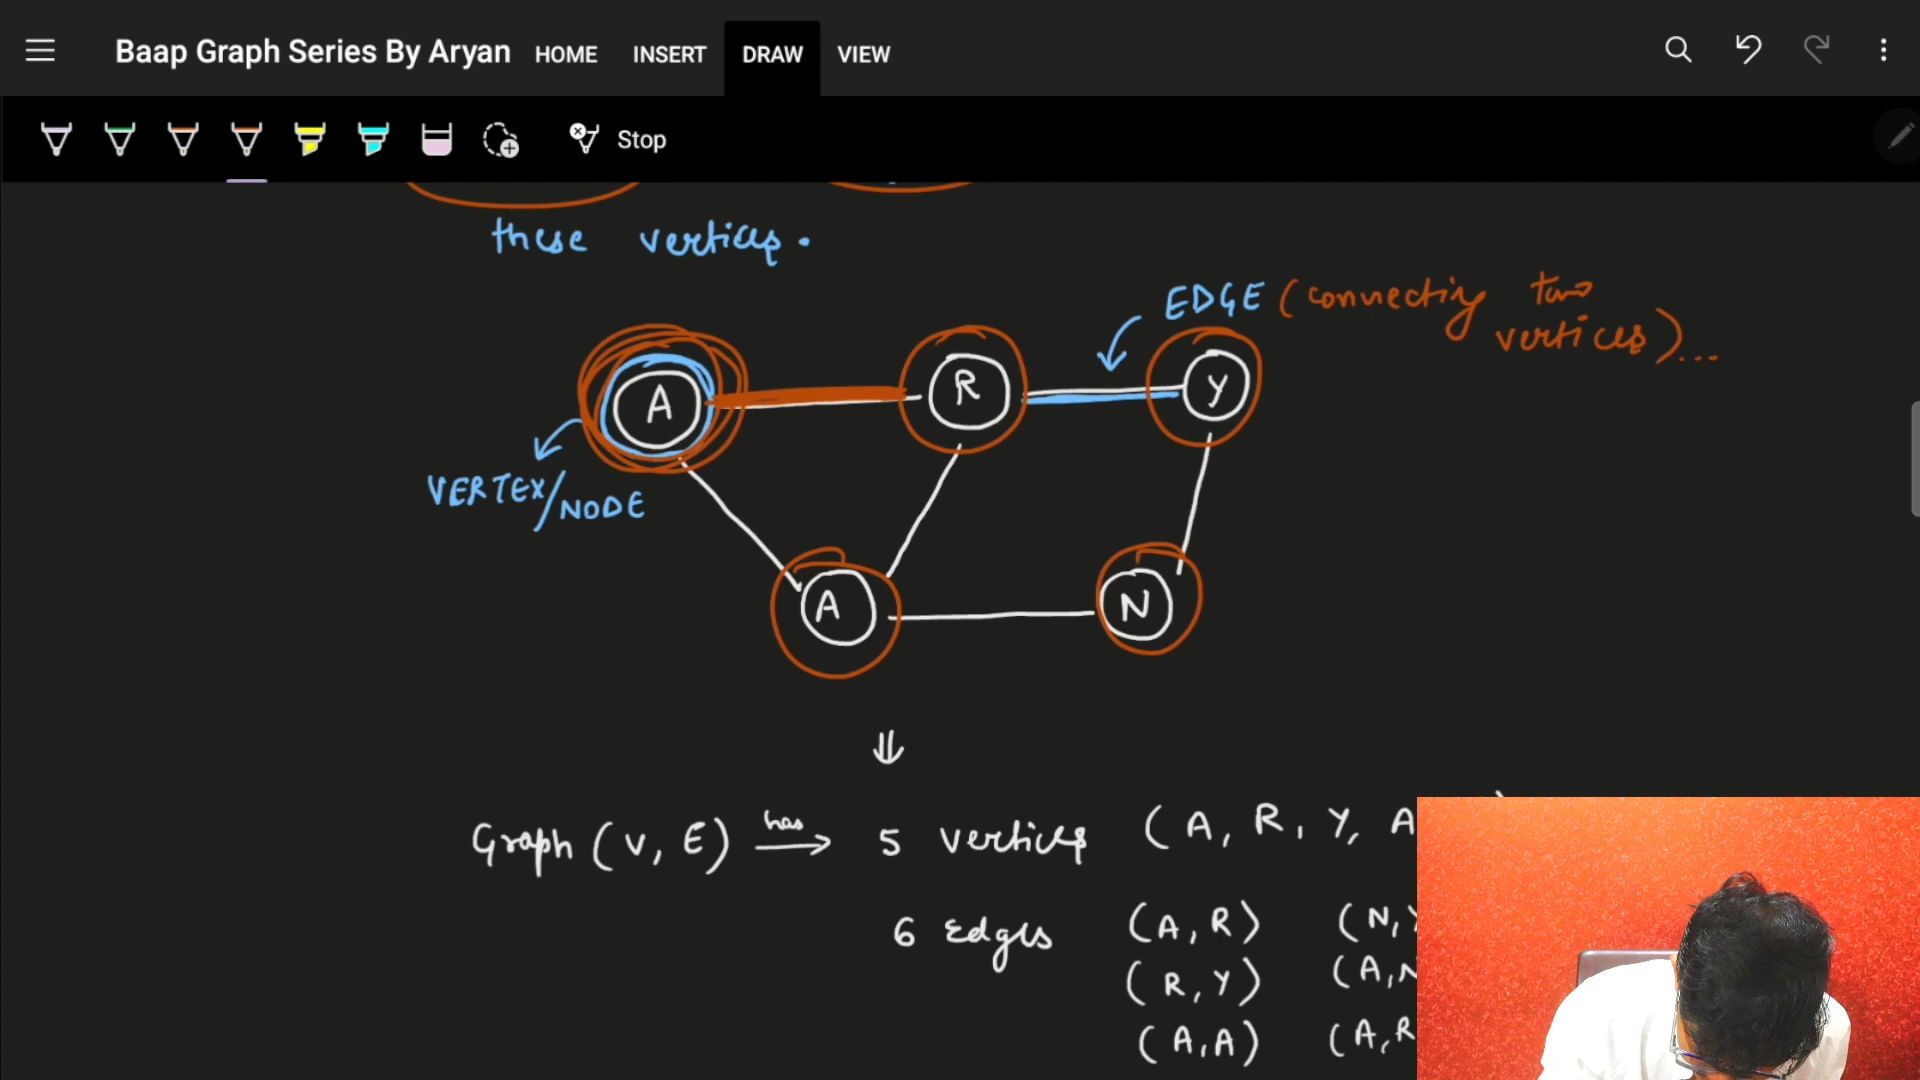 Baap Graph Series By Aryan HOME INSERT DRAW VIEW
Stop
these vertices.
EDGE (connecting two
vertices)...
A R Y
VERTEX/NODE
A N
⇓
Graph (V, E) has → 5 vertices (A, R, Y, A
6 Edges (A, R) (N,
(R, Y) (A, N
(A, A) (A, R